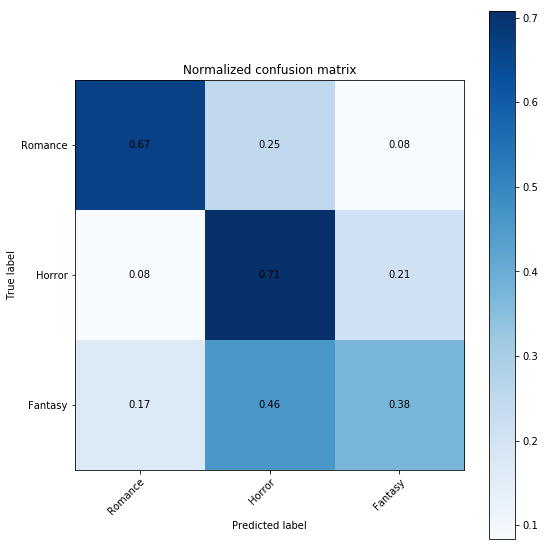 Normalized confusion matrix
Romance
0.67
0.25
0.08
Horror
0.08
0.71
0.21
Fantasy
0.17
0.46
0.38
True label
Romance
Horror
Fantasy
Predicted label
0.7
0.6
0.5
0.4
0.3
0.2
0.1